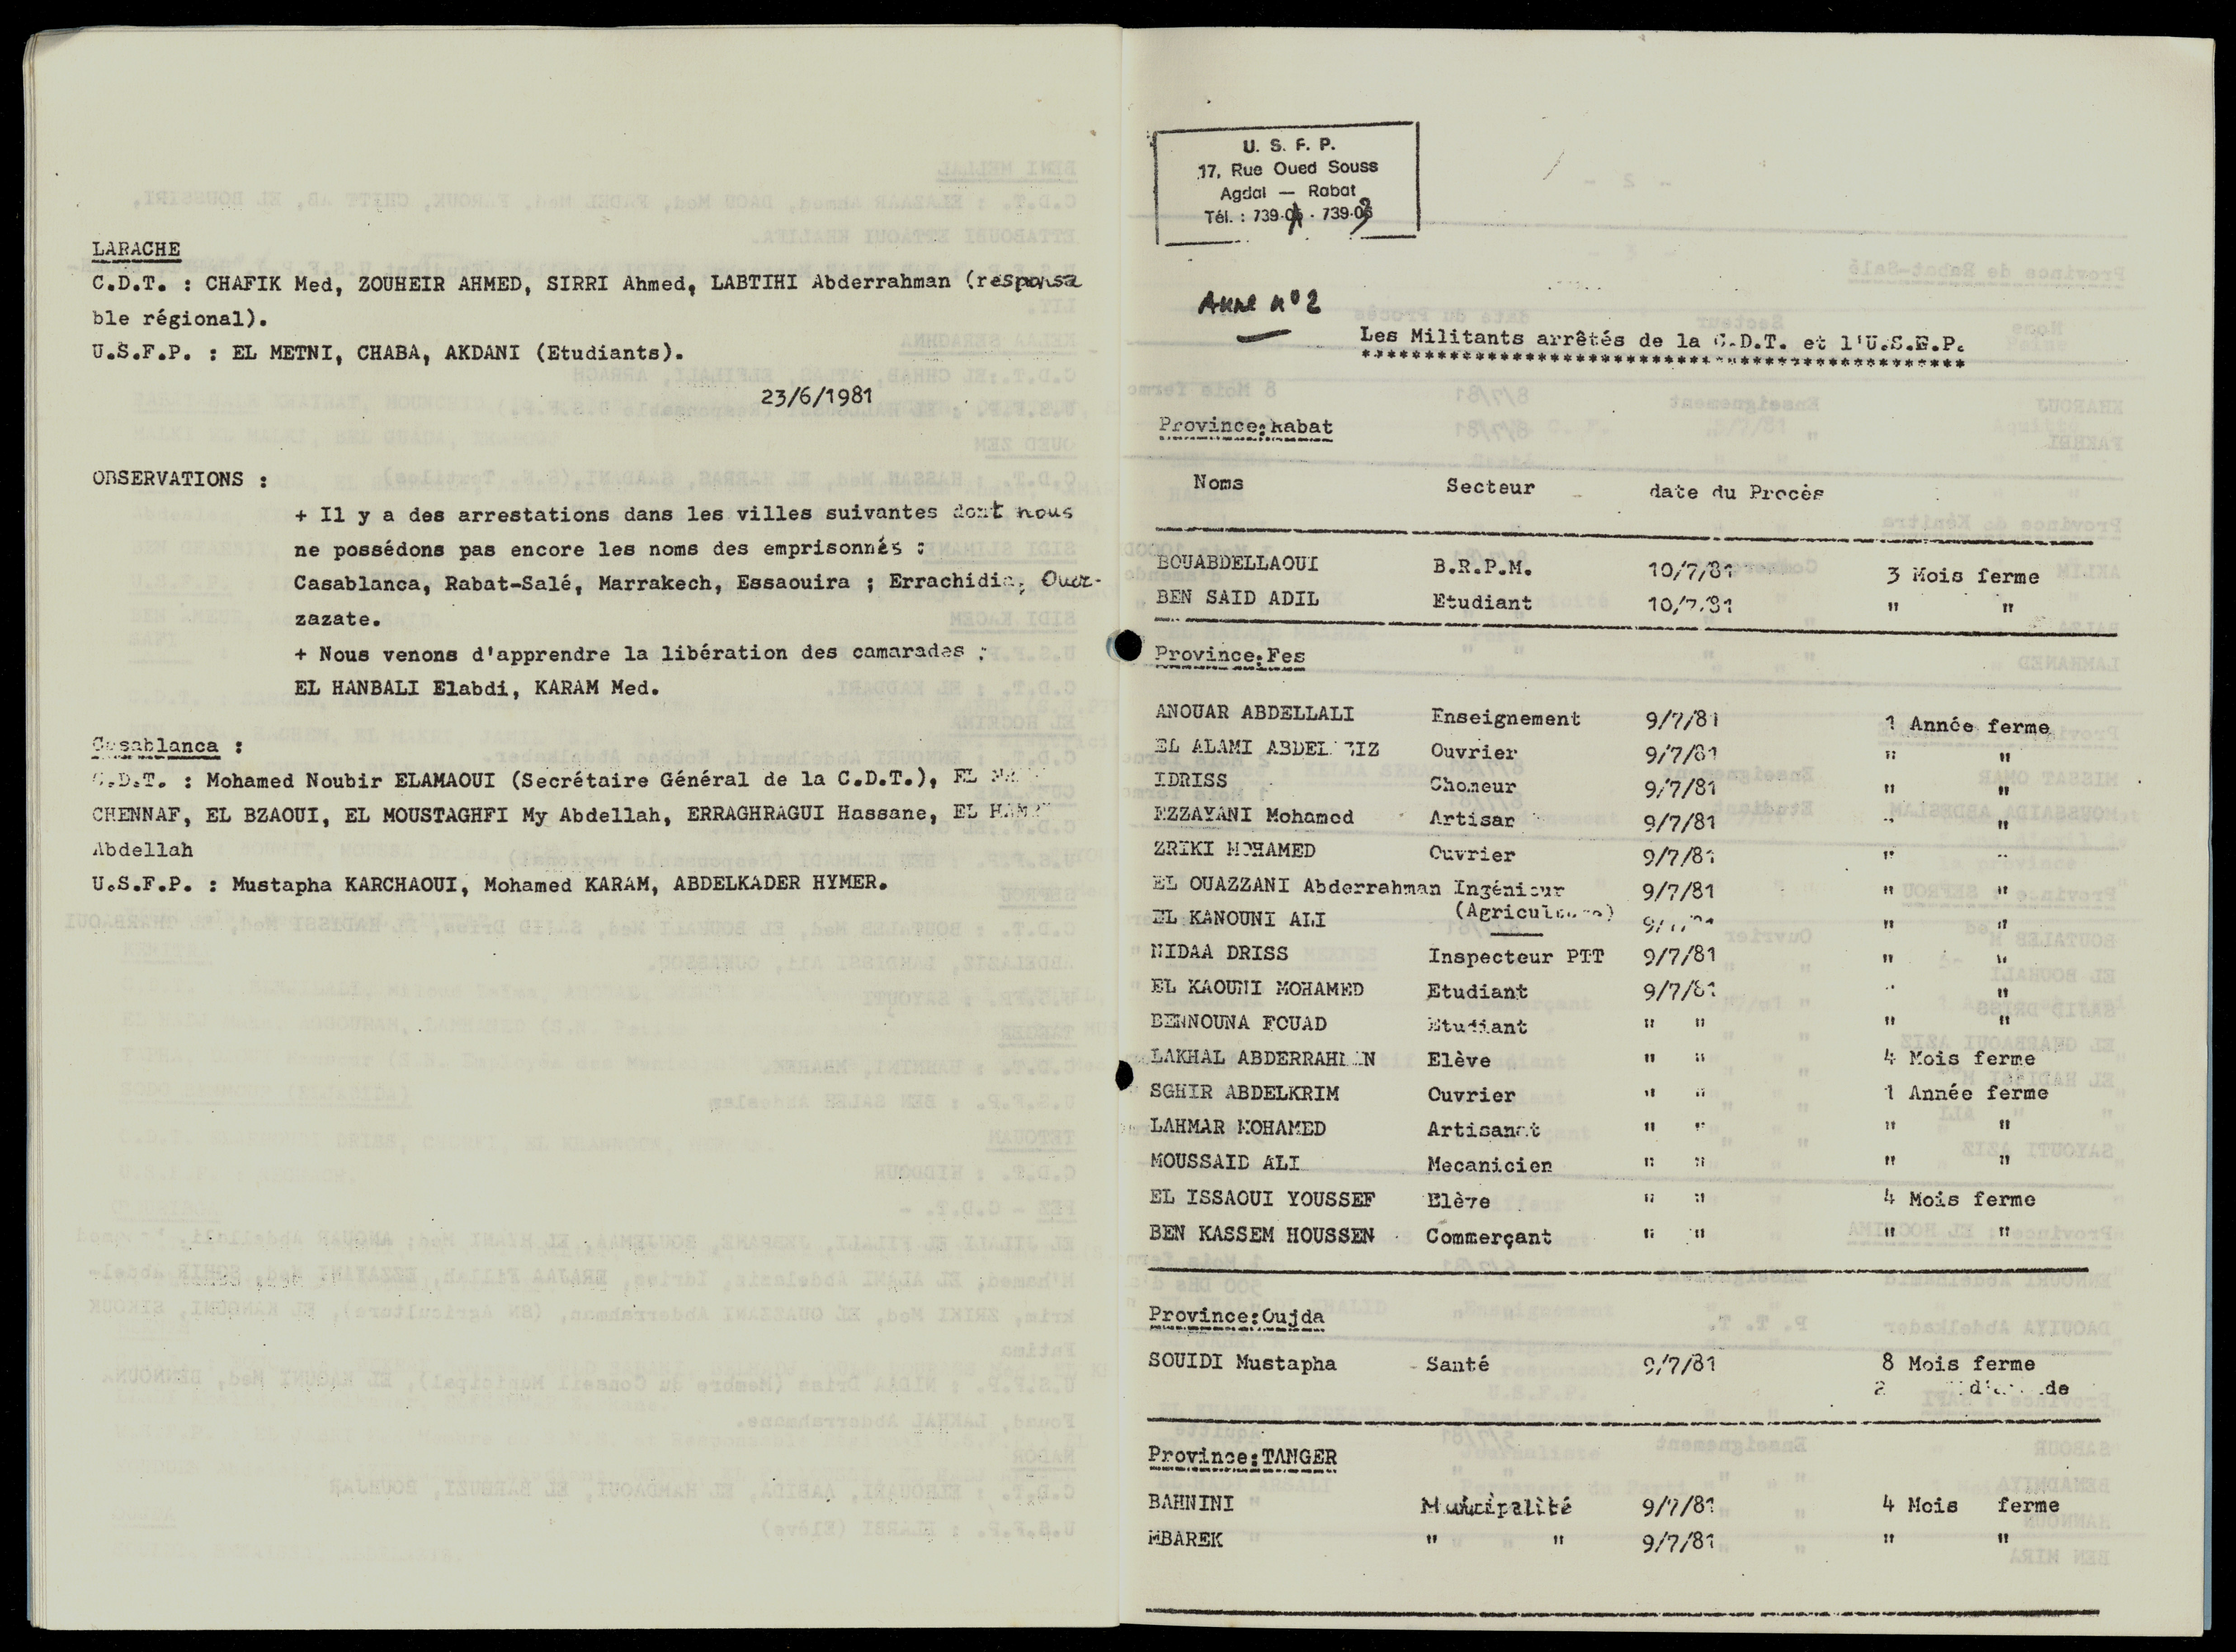 LARACHE
C.D.T. : CHAFIK Med, ZOUHEIR AHMED, SIRRI Ahmed, LABTIHI Abderrahman (responsa
ble régional).
U.S.F.P. : EL METNI, CHABA, AKDANI (Etudiants).
23/6/1981
OBSERVATIONS :
+ Il y a des arrestations dans les villes suivantes dont nous
ne possédons pas encore les noms des emprisonnés :
Casablanca, Rabat-Salé, Marrakech, Essaouira ; Errachidia, Ouar-
zazate.
+ Nous venons d'apprendre la libération des camarades :
EL HANBALI Elabdi, KARAM Med.
Casablanca :
C.D.T. : Mohamed Noubir ELAMAOUI (Secrétaire Général de la C.D.T.), EL
CHENNAF, EL BZAOUI, EL MOUSTAGHFI My Abdellah, ERRAGHRAGUI Hassane, EL
Abdellah
U.S.F.P. : Mustapha KARCHAOUI, Mohamed KARAM, ABDELKADER HYMER.
U. S. F. P.
17, Rue Oued Souss
Agdal — Rabat
Tél. : 739- - 739-
n° 2
Les Militants arrêtés de la C.D.T. et l'U.S.F.P.
************************************************
Province:Rabat
Noms Secteur date du Procès
BOUABDELLAOUI B.R.P.M. 10/7/81 3 Mois ferme
BEN SAID ADIL Etudiant 10/7/81 " "
Province:Fes
ANOUAR ABDELLALI Enseignement 9/7/81 1 Année ferme
EL ALAMI ABDELAZIZ Ouvrier 9/7/81 " "
IDRISS Chomeur 9/7/81 " "
EZZAYANI Mohamed Artisan 9/7/81 " "
ZRIKI MOHAMED Ouvrier 9/7/81 " "
EL OUAZZANI Abderrahman Ingénieur 9/7/81 " "
(Agriculture)
EL KANOUNI ALI 9/7/81 " "
NIDAA DRISS Inspecteur PTT 9/7/81 " "
EL KAOUNI MOHAMED Etudiant 9/7/81 " "
BENNOUNA FOUAD Etudiant " " " "
LAKHAL ABDERRAHMAN Elève " " 4 Mois ferme
SGHIR ABDELKRIM Ouvrier " " 1 Année ferme
LAHMAR MOHAMED Artisanat " " " "
MOUSSAID ALI Mecanicien " " " "
EL ISSAOUI YOUSSEF Elève " " 4 Mois ferme
BEN KASSEM HOUSSEN Commerçant " " " "
Province:Oujda
SOUIDI Mustapha - Santé 9/7/81 8 Mois ferme
Province:TANGER
BAHNINI Municipalité 9/7/81 4 Mois ferme
MBAREK " " 9/7/81 " "